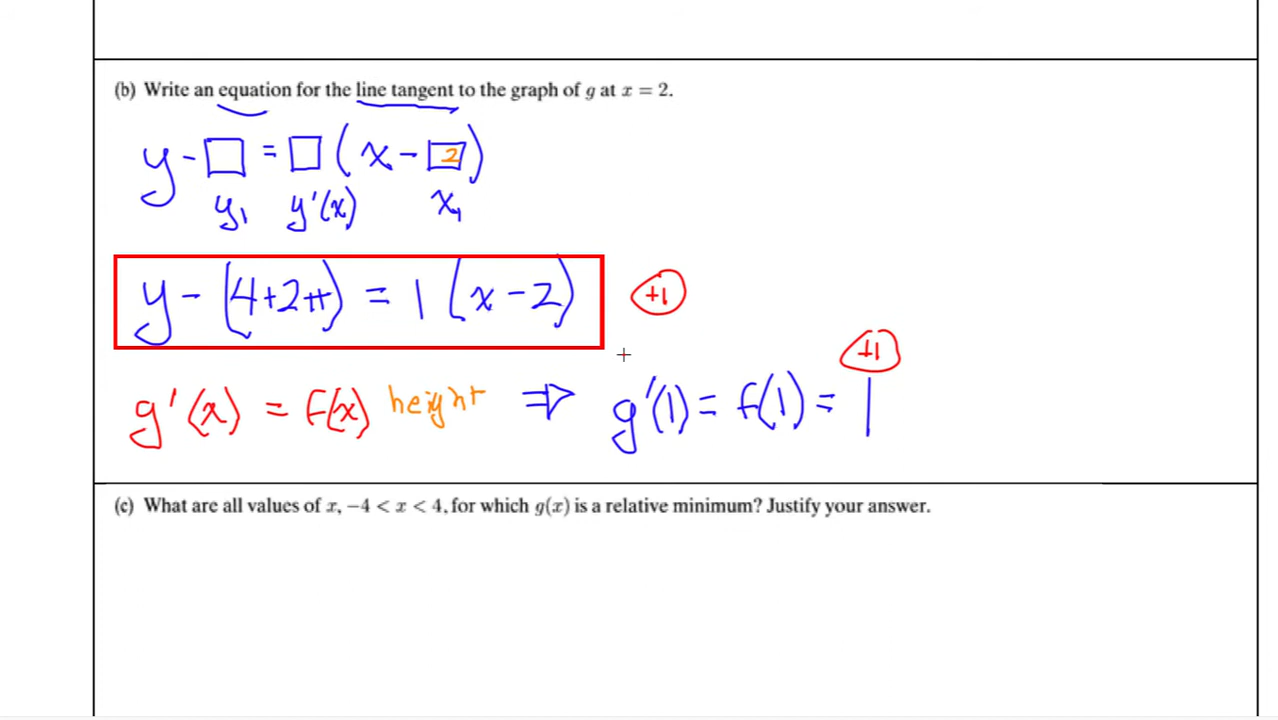 (b) Write an equation for the line tangent to the graph of g at x = 2.
y - □ = □ (x - 2)
y₁ y'(x) x₁
y - (4+2π) = 1 (x - 2) +1
+1
g'(x) = f(x) height ⇒ g'(1) = f(1) = 1
(c) What are all values of x, −4 < x < 4, for which g(x) is a relative minimum? Justify your answer.